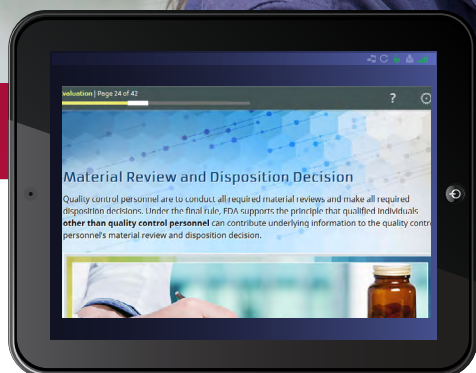 valuation | Page 24 of 42
?
Material Review and Disposition Decision
Quality control personnel are to conduct all required material reviews and make all required
disposition decisions. Under the final rule, FDA supports the principle that qualified individuals
other than quality control personnel can contribute underlying information to the quality contro
personnel's material review and disposition decision.